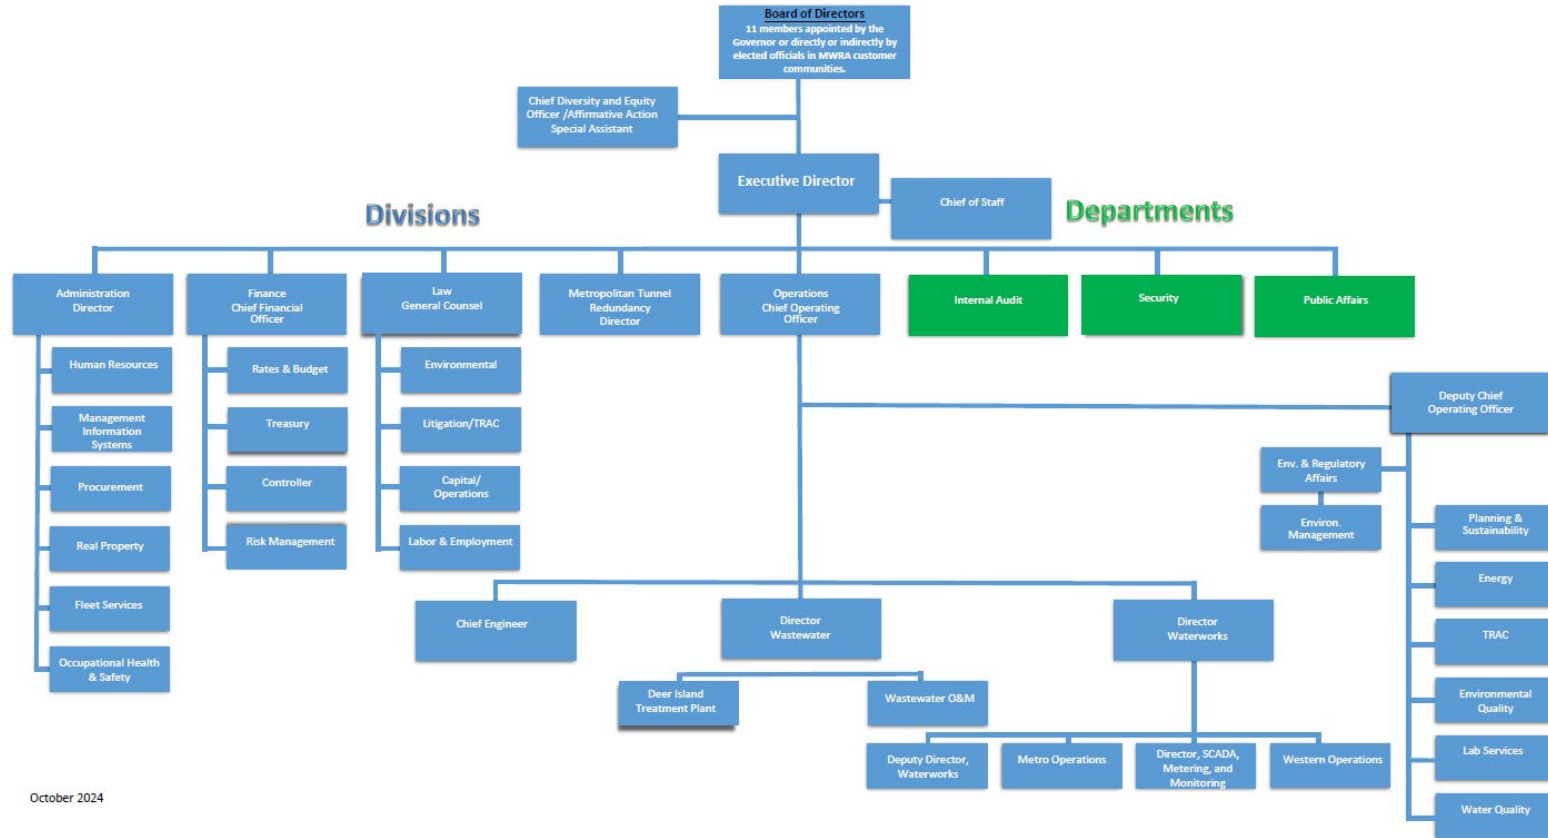 Board of Directors
11 members appointed by the
Governor or directly or indirectly by
elected officials in MWRA customer
communities.
Chief Diversity and Equity
Officer /Affirmative Action
Special Assistant
Executive Director
Chief of Staff
Divisions
Departments
Administration
Director
Finance
Chief Financial
Officer
Law
General Counsel
Metropolitan Tunnel
Redundancy
Director
Operations
Chief Operating
Officer
Internal Audit
Security
Public Affairs
Human Resources
Management
Information
Systems
Procurement
Real Property
Fleet Services
Occupational Health
& Safety
Rates & Budget
Treasury
Controller
Risk Management
Environmental
Litigation/TRAC
Capital/
Operations
Labor & Employment
Deputy Chief
Operating Officer
Env. & Regulatory
Affairs
Environ.
Management
Planning &
Sustainability
Energy
TRAC
Environmental
Quality
Lab Services
Water Quality
Chief Engineer
Director
Wastewater
Director
Waterworks
Deer Island
Treatment Plant
Wastewater O&M
Deputy Director,
Waterworks
Metro Operations
Director, SCADA,
Metering, and
Monitoring
Western Operations
October 2024